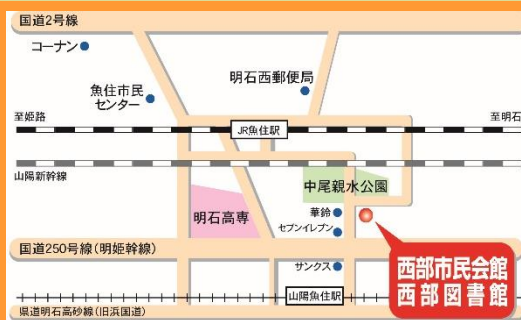 国道2号線
コーナン
魚住市民
センター
明石西郵便局
至姫路
JR魚住駅
至明石
山陽新幹線
中尾親水公園
明石高専
華鈴
セブンイレブン
国道250号線(明姫幹線)
西部市民会館
西部図書館
サンクス
山陽魚住駅
県道明石高砂線(旧浜国道)